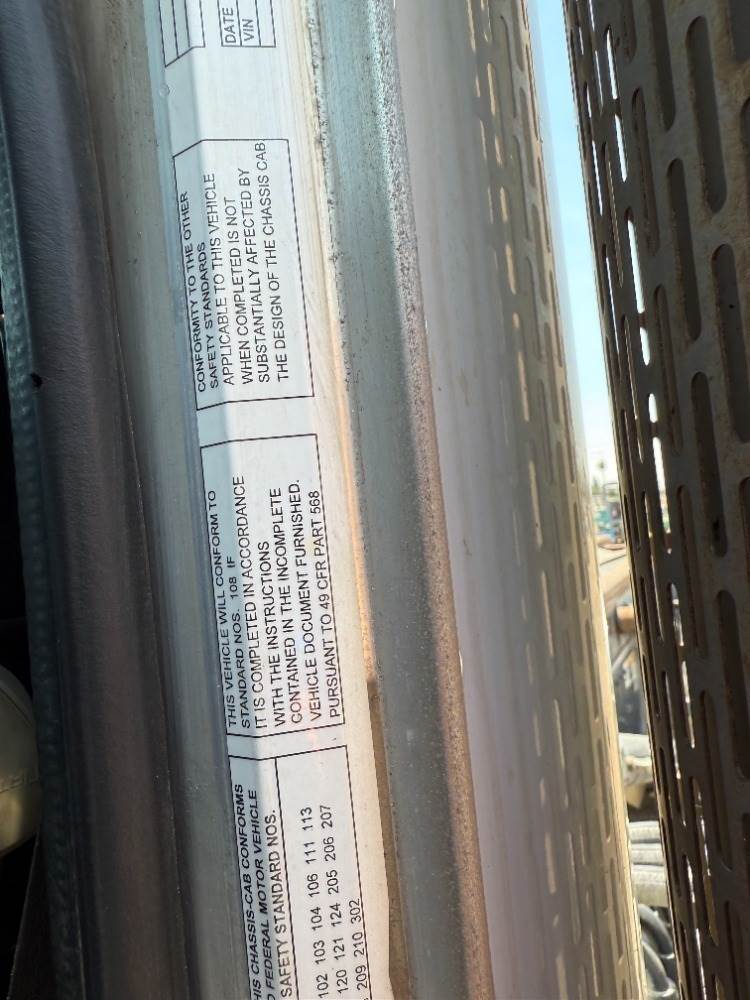 HIS CHASSIS-CAB CONFORMS
O FEDERAL MOTOR VEHICLE
SAFETY STANDARD NOS.
102 103 104 106 111 113
120 121 124 205 206 207
209 210 302
THIS VEHICLE WILL CONFORM TO
STANDARD NOS. 108 IF
IT IS COMPLETED IN ACCORDANCE
WITH THE INSTRUCTIONS
CONTAINED IN THE INCOMPLETE
VEHICLE DOCUMENT FURNISHED.
PURSUANT TO 49 CFR PART 568
CONFORMITY TO THE OTHER
SAFETY STANDARDS
APPLICABLE TO THIS VEHICLE
WHEN COMPLETED IS NOT
SUBSTANTIALLY AFFECTED BY
THE DESIGN OF THE CHASSIS CAB
DATE
VIN